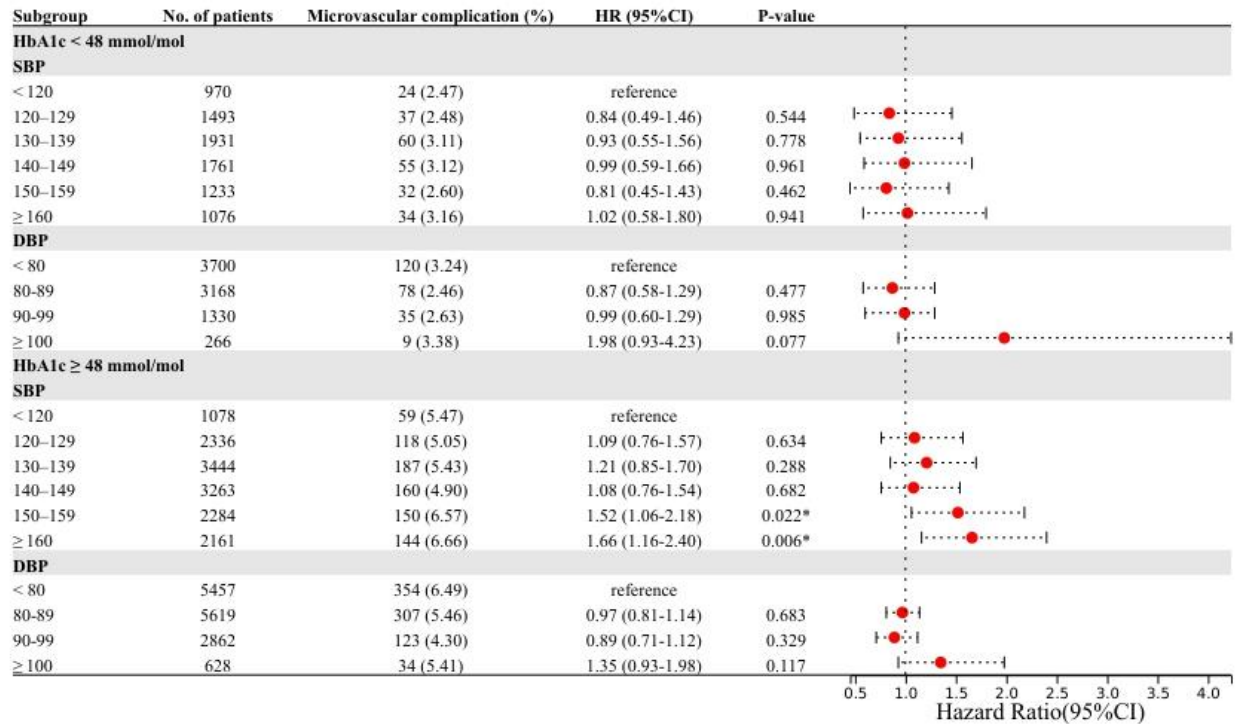 Subgroup No. of patients Microvascular complication (%) HR (95%CI) P-value
HbA1c < 48 mmol/mol
SBP
< 120 970 24 (2.47) reference
120–129 1493 37 (2.48) 0.84 (0.49-1.46) 0.544
130–139 1931 60 (3.11) 0.93 (0.55-1.56) 0.778
140–149 1761 55 (3.12) 0.99 (0.59-1.66) 0.961
150–159 1233 32 (2.60) 0.81 (0.45-1.43) 0.462
≥ 160 1076 34 (3.16) 1.02 (0.58-1.80) 0.941
DBP
< 80 3700 120 (3.24) reference
80-89 3168 78 (2.46) 0.87 (0.58-1.29) 0.477
90-99 1330 35 (2.63) 0.99 (0.60-1.29) 0.985
≥ 100 266 9 (3.38) 1.98 (0.93-4.23) 0.077
HbA1c ≥ 48 mmol/mol
SBP
< 120 1078 59 (5.47) reference
120–129 2336 118 (5.05) 1.09 (0.76-1.57) 0.634
130–139 3444 187 (5.43) 1.21 (0.85-1.70) 0.288
140–149 3263 160 (4.90) 1.08 (0.76-1.54) 0.682
150–159 2284 150 (6.57) 1.52 (1.06-2.18) 0.022*
≥ 160 2161 144 (6.66) 1.66 (1.16-2.40) 0.006*
DBP
< 80 5457 354 (6.49) reference
80-89 5619 307 (5.46) 0.97 (0.81-1.14) 0.683
90-99 2862 123 (4.30) 0.89 (0.71-1.12) 0.329
≥ 100 628 34 (5.41) 1.35 (0.93-1.98) 0.117
0.5 1.0 1.5 2.0 2.5 3.0 3.5 4.0
Hazard Ratio(95%CI)